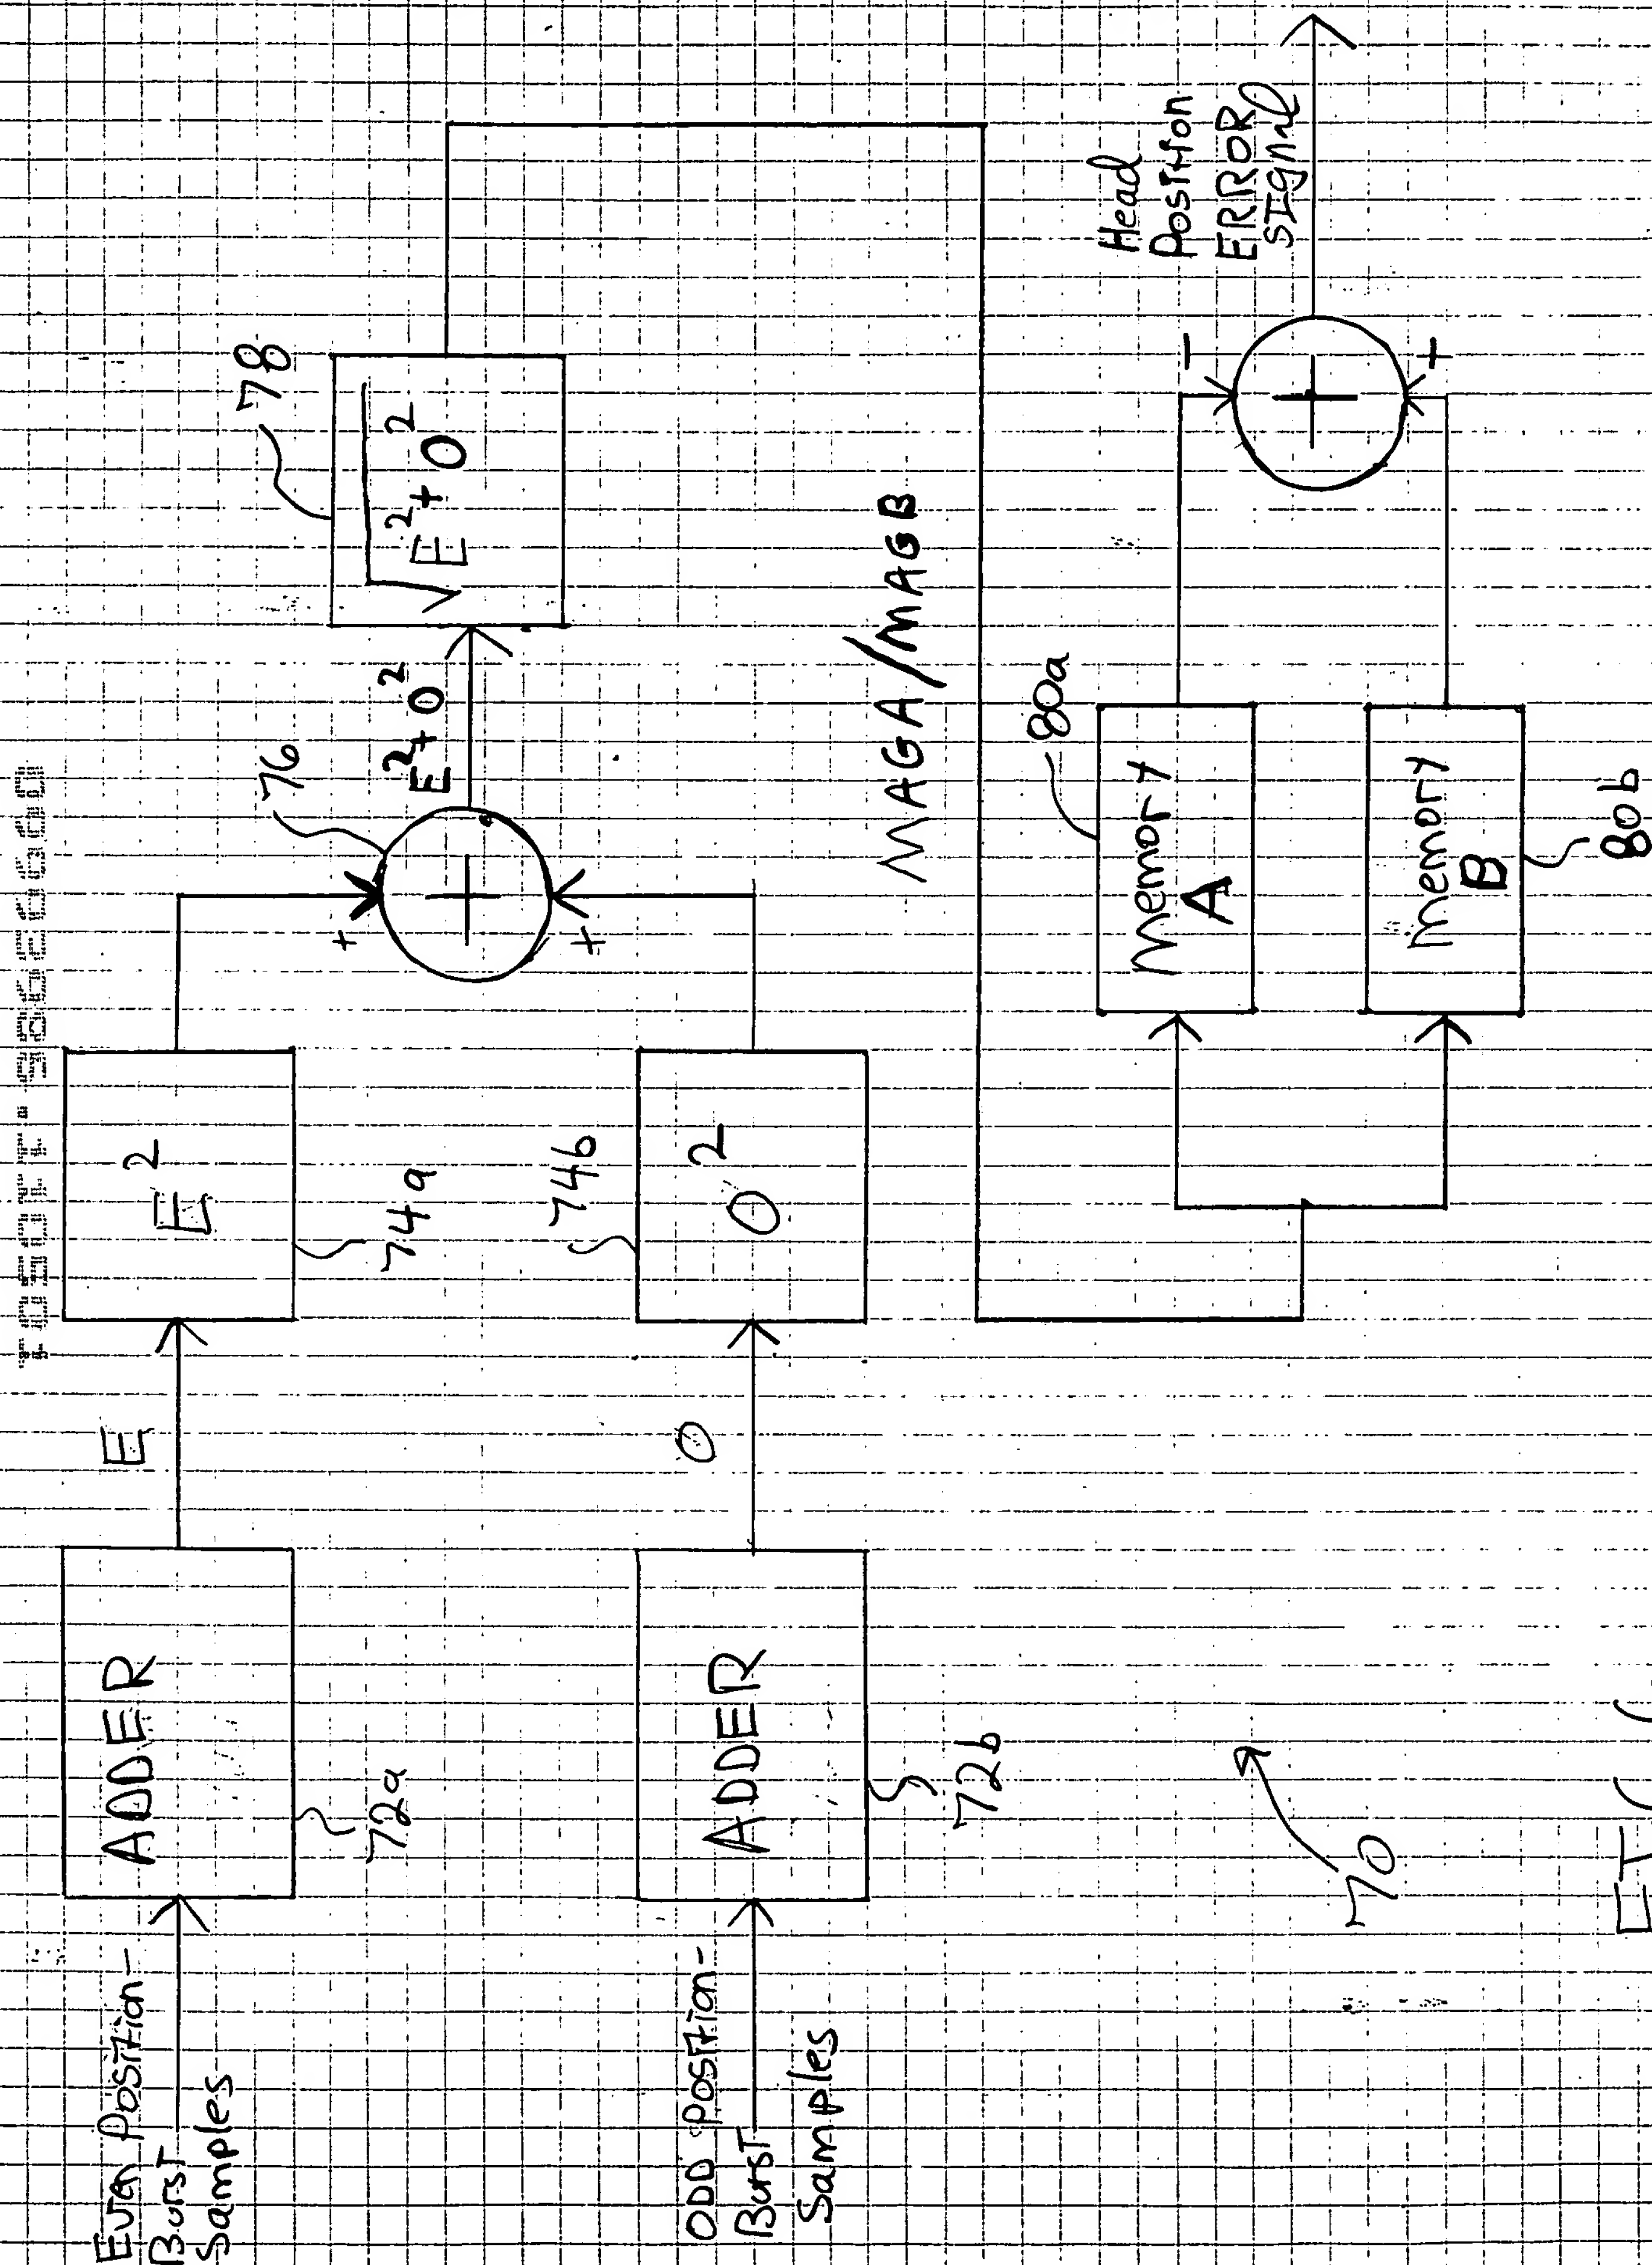 Even Position-
Burst
Samples
ADDER
72a
E
E²
74a
+
+
+
76
E²+O²
√E²+O²
78
ODD Position-
Burst
Samples
ADDER
72b
O
O²
74b
MAGA/MAGB
Memory
A
80a
Memory
B
80b
-
+
+
Head
Position
ERROR
SIGNAL
70